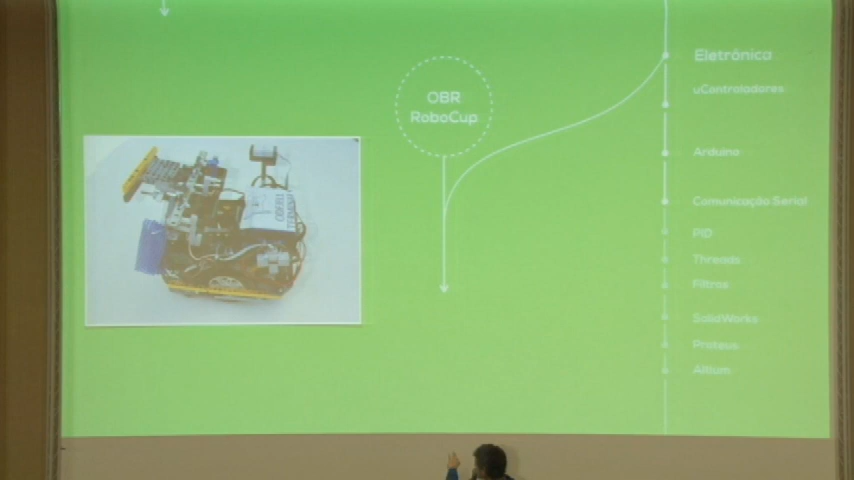 OBR
RoboCup
Eletrônica
uControladores
Arduino
Comunicação Serial
PID
Threads
Filtros
SolidWorks
Proteus
Altium